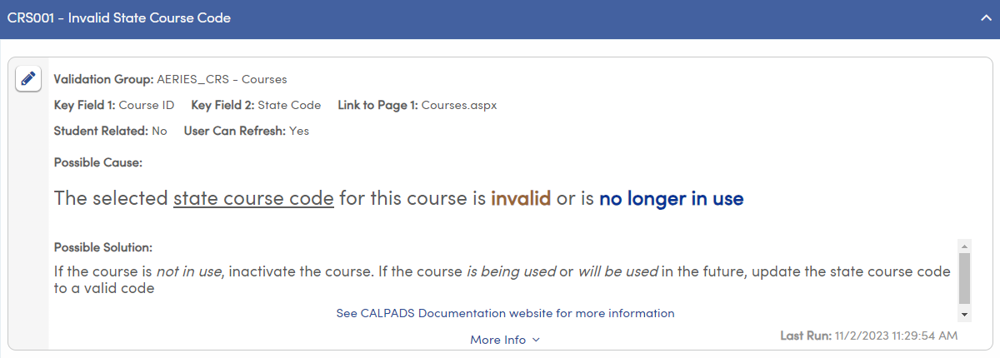 CRS001 - Invalid State Course Code
Validation Group: AERIES_CRS - Courses
Key Field 1: Course ID Key Field 2: State Code Link to Page 1: Courses.aspx
Student Related: No User Can Refresh: Yes
Possible Cause:
The selected state course code for this course is invalid or is no longer in use
Possible Solution:
If the course is not in use, inactivate the course. If the course is being used or will be used in the future, update the state course code
to a valid code
See CALPADS Documentation website for more information
More Info
Last Run: 11/2/2023 11:29:54 AM